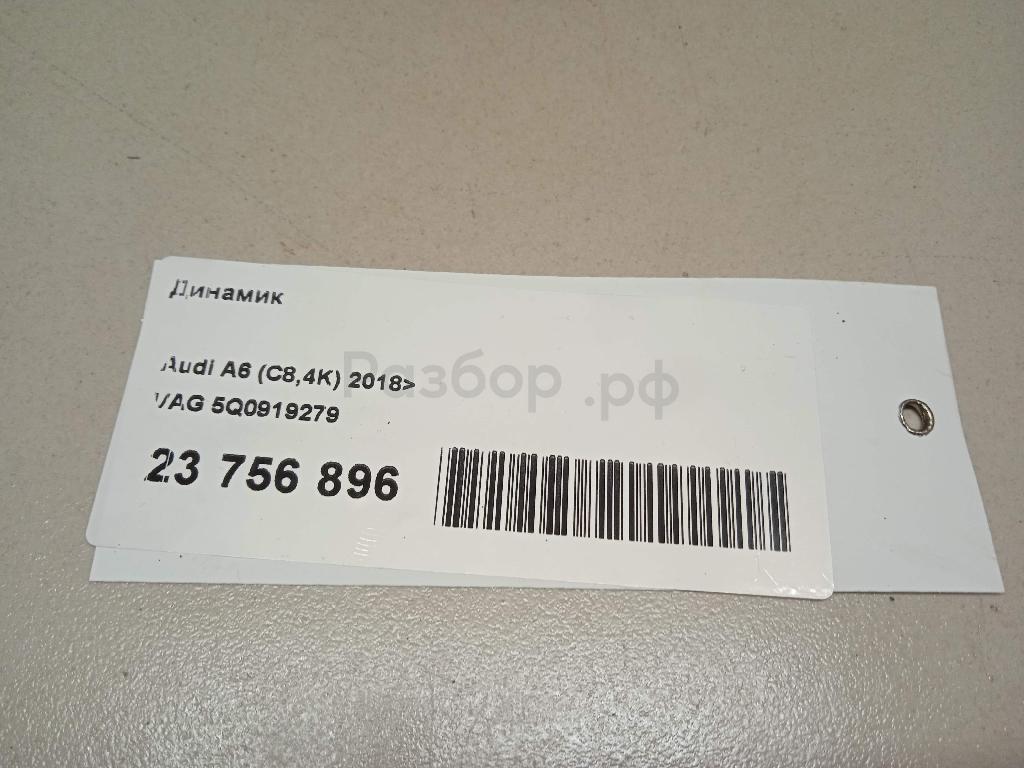 Динамик
Audi A6 (C8,4K) 2018>
VAG 5Q0919279
23 756 896
Разбор.рф